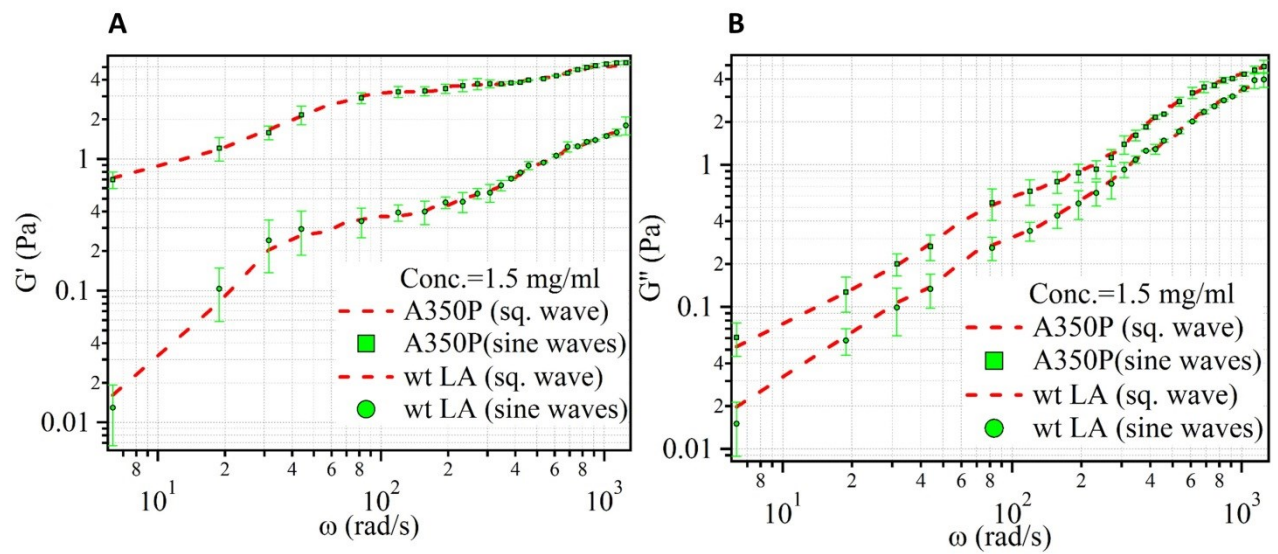 A
G' (Pa)
4
2
1
4
2
0.1
4
2
0.01
Conc.=1.5 mg/ml
A350P (sq. wave)
A350P(sine waves)
wt LA (sq. wave)
wt LA (sine waves)
8 10¹ 2 4 6 8 10² 2 4 6 8 10³
ω (rad/s)
B
G'' (Pa)
4
2
1
4
2
0.1
4
2
0.01
Conc.=1.5 mg/ml
A350P (sq. wave)
A350P(sine waves)
wt LA (sq. wave)
wt LA (sine waves)
8 10¹ 2 4 6 8 10² 2 4 6 8 10³
ω (rad/s)